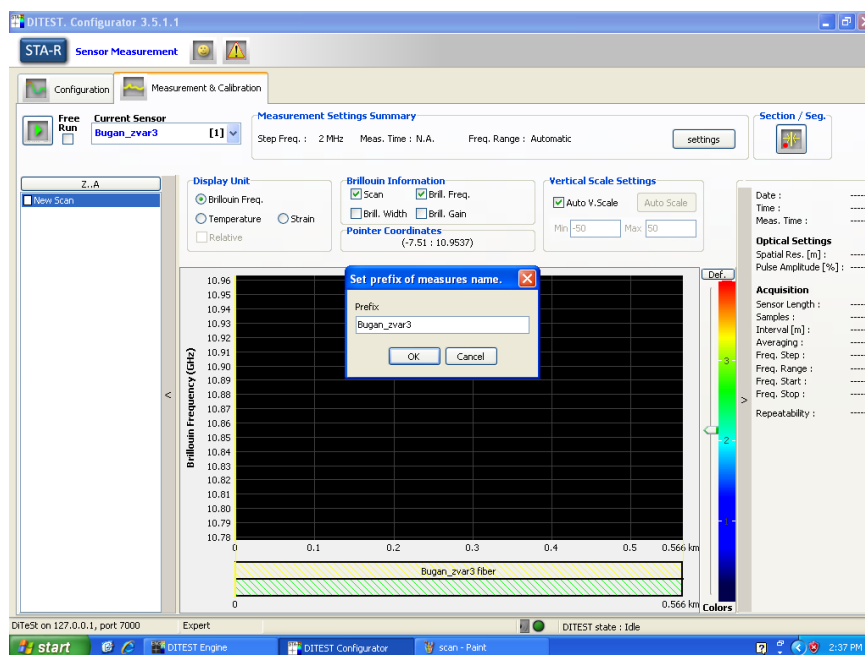 DITEST. Configurator 3.5.1.1
STA-R Sensor Measurement
Configuration
Measurement & Calibration
Free Run
Current Sensor
Bugan_zvar3 [1]
Measurement Settings Summary
Step Freq. : 2 MHz Meas. Time : N.A. Freq. Range : Automatic
settings
Section / Seg.
Z..A
New Scan
Display Unit
Brillouin Freq.
Temperature
Strain
Relative
Brillouin Information
Scan
Brill. Freq.
Brill. Width
Brill. Gain
Pointer Coordinates
(-7.51 : 10.9537)
Vertical Scale Settings
Auto V.Scale
Auto Scale
Min -50 Max 50
Date : ----
Time : ----
Meas. Time : ----
Optical Settings
Spatial Res. [m] : ----
Pulse Amplitude [%] : ----
Acquisition
Sensor Length : ----
Samples : ----
Interval [m] : ----
Averaging : ----
Freq. Step : ----
Freq. Range : ----
Freq. Start : ----
Freq. Stop : ----
Repeatability : ----
Set prefix of measures name.
Prefix
Bugan_zvar3
OK
Cancel
Def.
Brillouin Frequency (GHz)
10.96
10.95
10.94
10.93
10.92
10.91
10.90
10.89
10.88
10.87
10.86
10.85
10.84
10.83
10.82
10.81
10.80
10.79
10.78
0 0.1 0.2 0.3 0.4 0.5 0.566 km
<
>
3
2
1
Bugan_zvar3 fiber
0 0.566 km
Colors
DiTeSt on 127.0.0.1, port 7000
Expert
DITEST state : Idle
start
DITEST Engine
DITEST Configurator
scan - Paint
2:37 PM